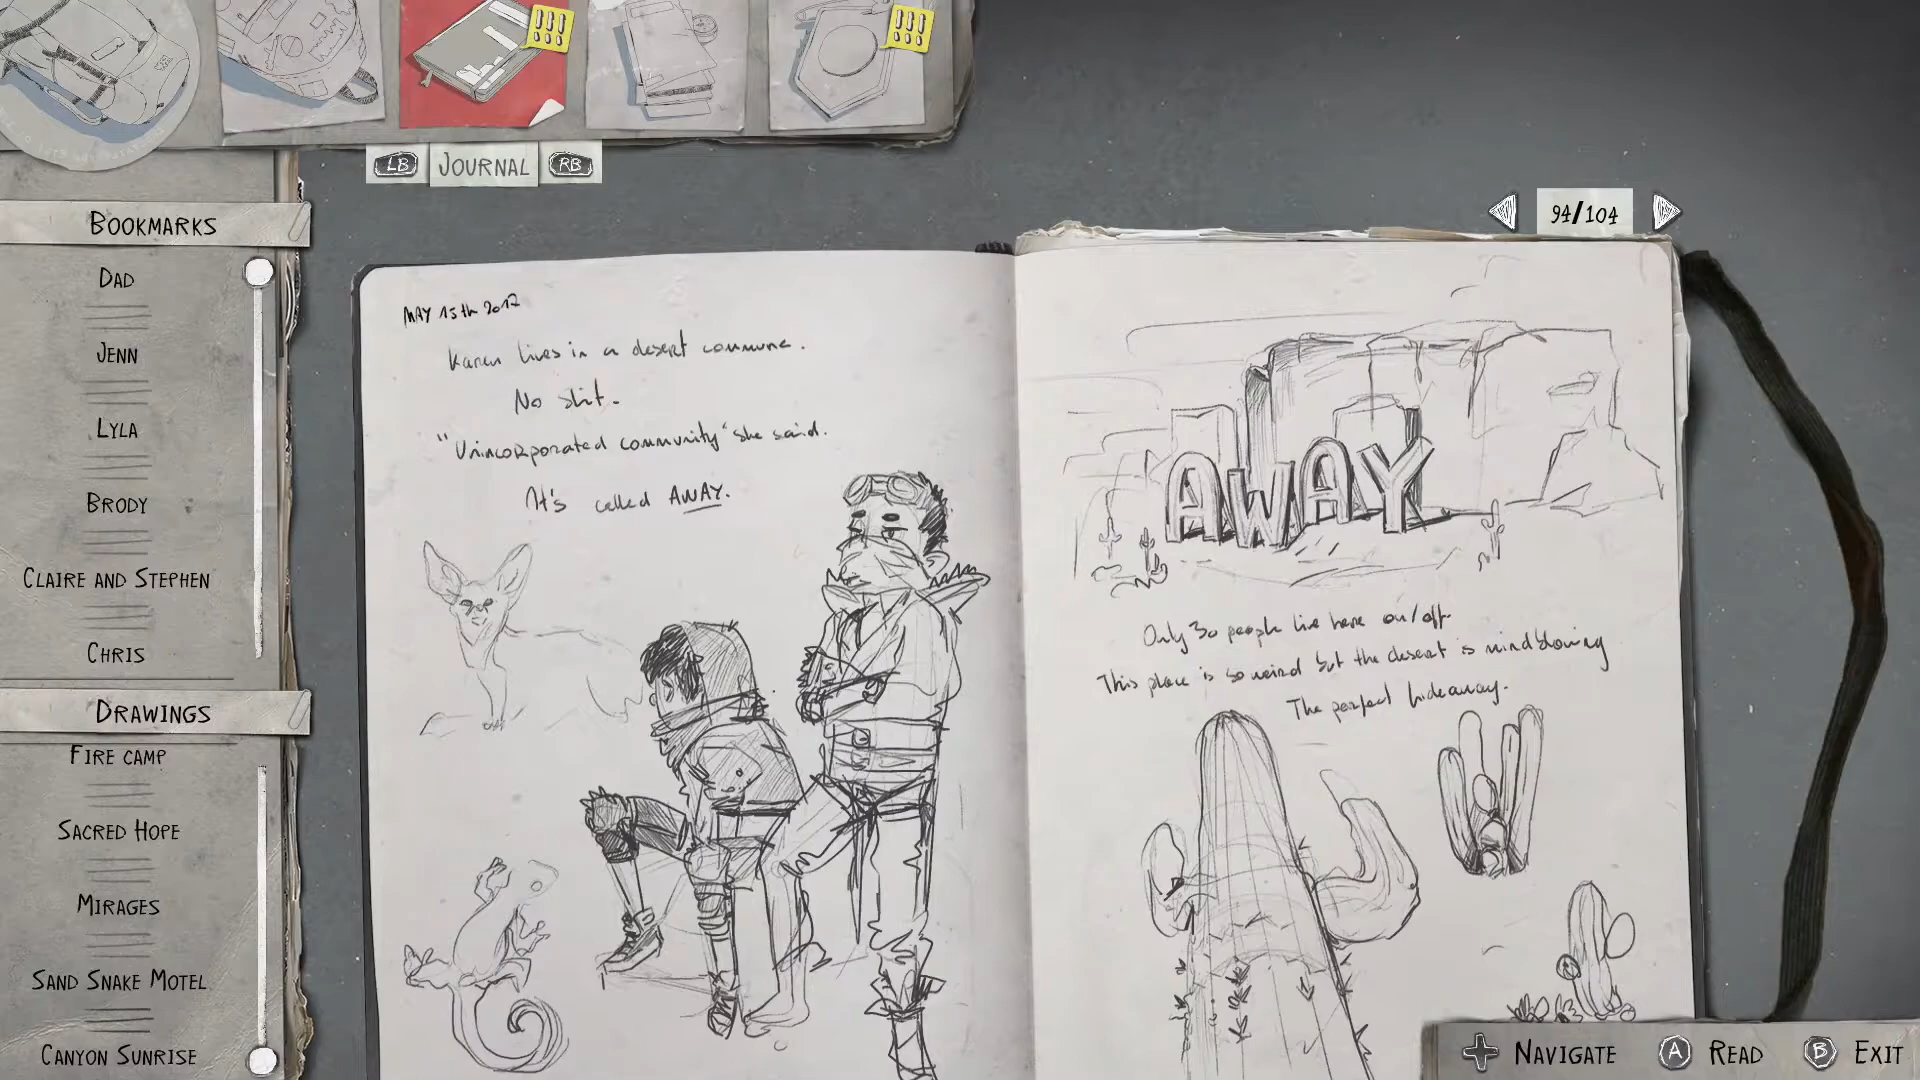 LB JOURNAL RB
94/104
BOOKMARKS
DAD
JENN
LYLA
BRODY
CLAIRE AND STEPHEN
CHRIS
DRAWINGS
FIRE CAMP
SACRED HOPE
MIRAGES
SAND SNAKE MOTEL
CANYON SUNRISE
MAY 15th 2017
Karen lives in a desert commune.
No shit.
"Unincorporated community" she said.
It's called AWAY.
AWAY
Only 30 people live here on/off.
This place is so weird but the desert is mindblowing
The perfect hideaway.
NAVIGATE A READ B EXIT